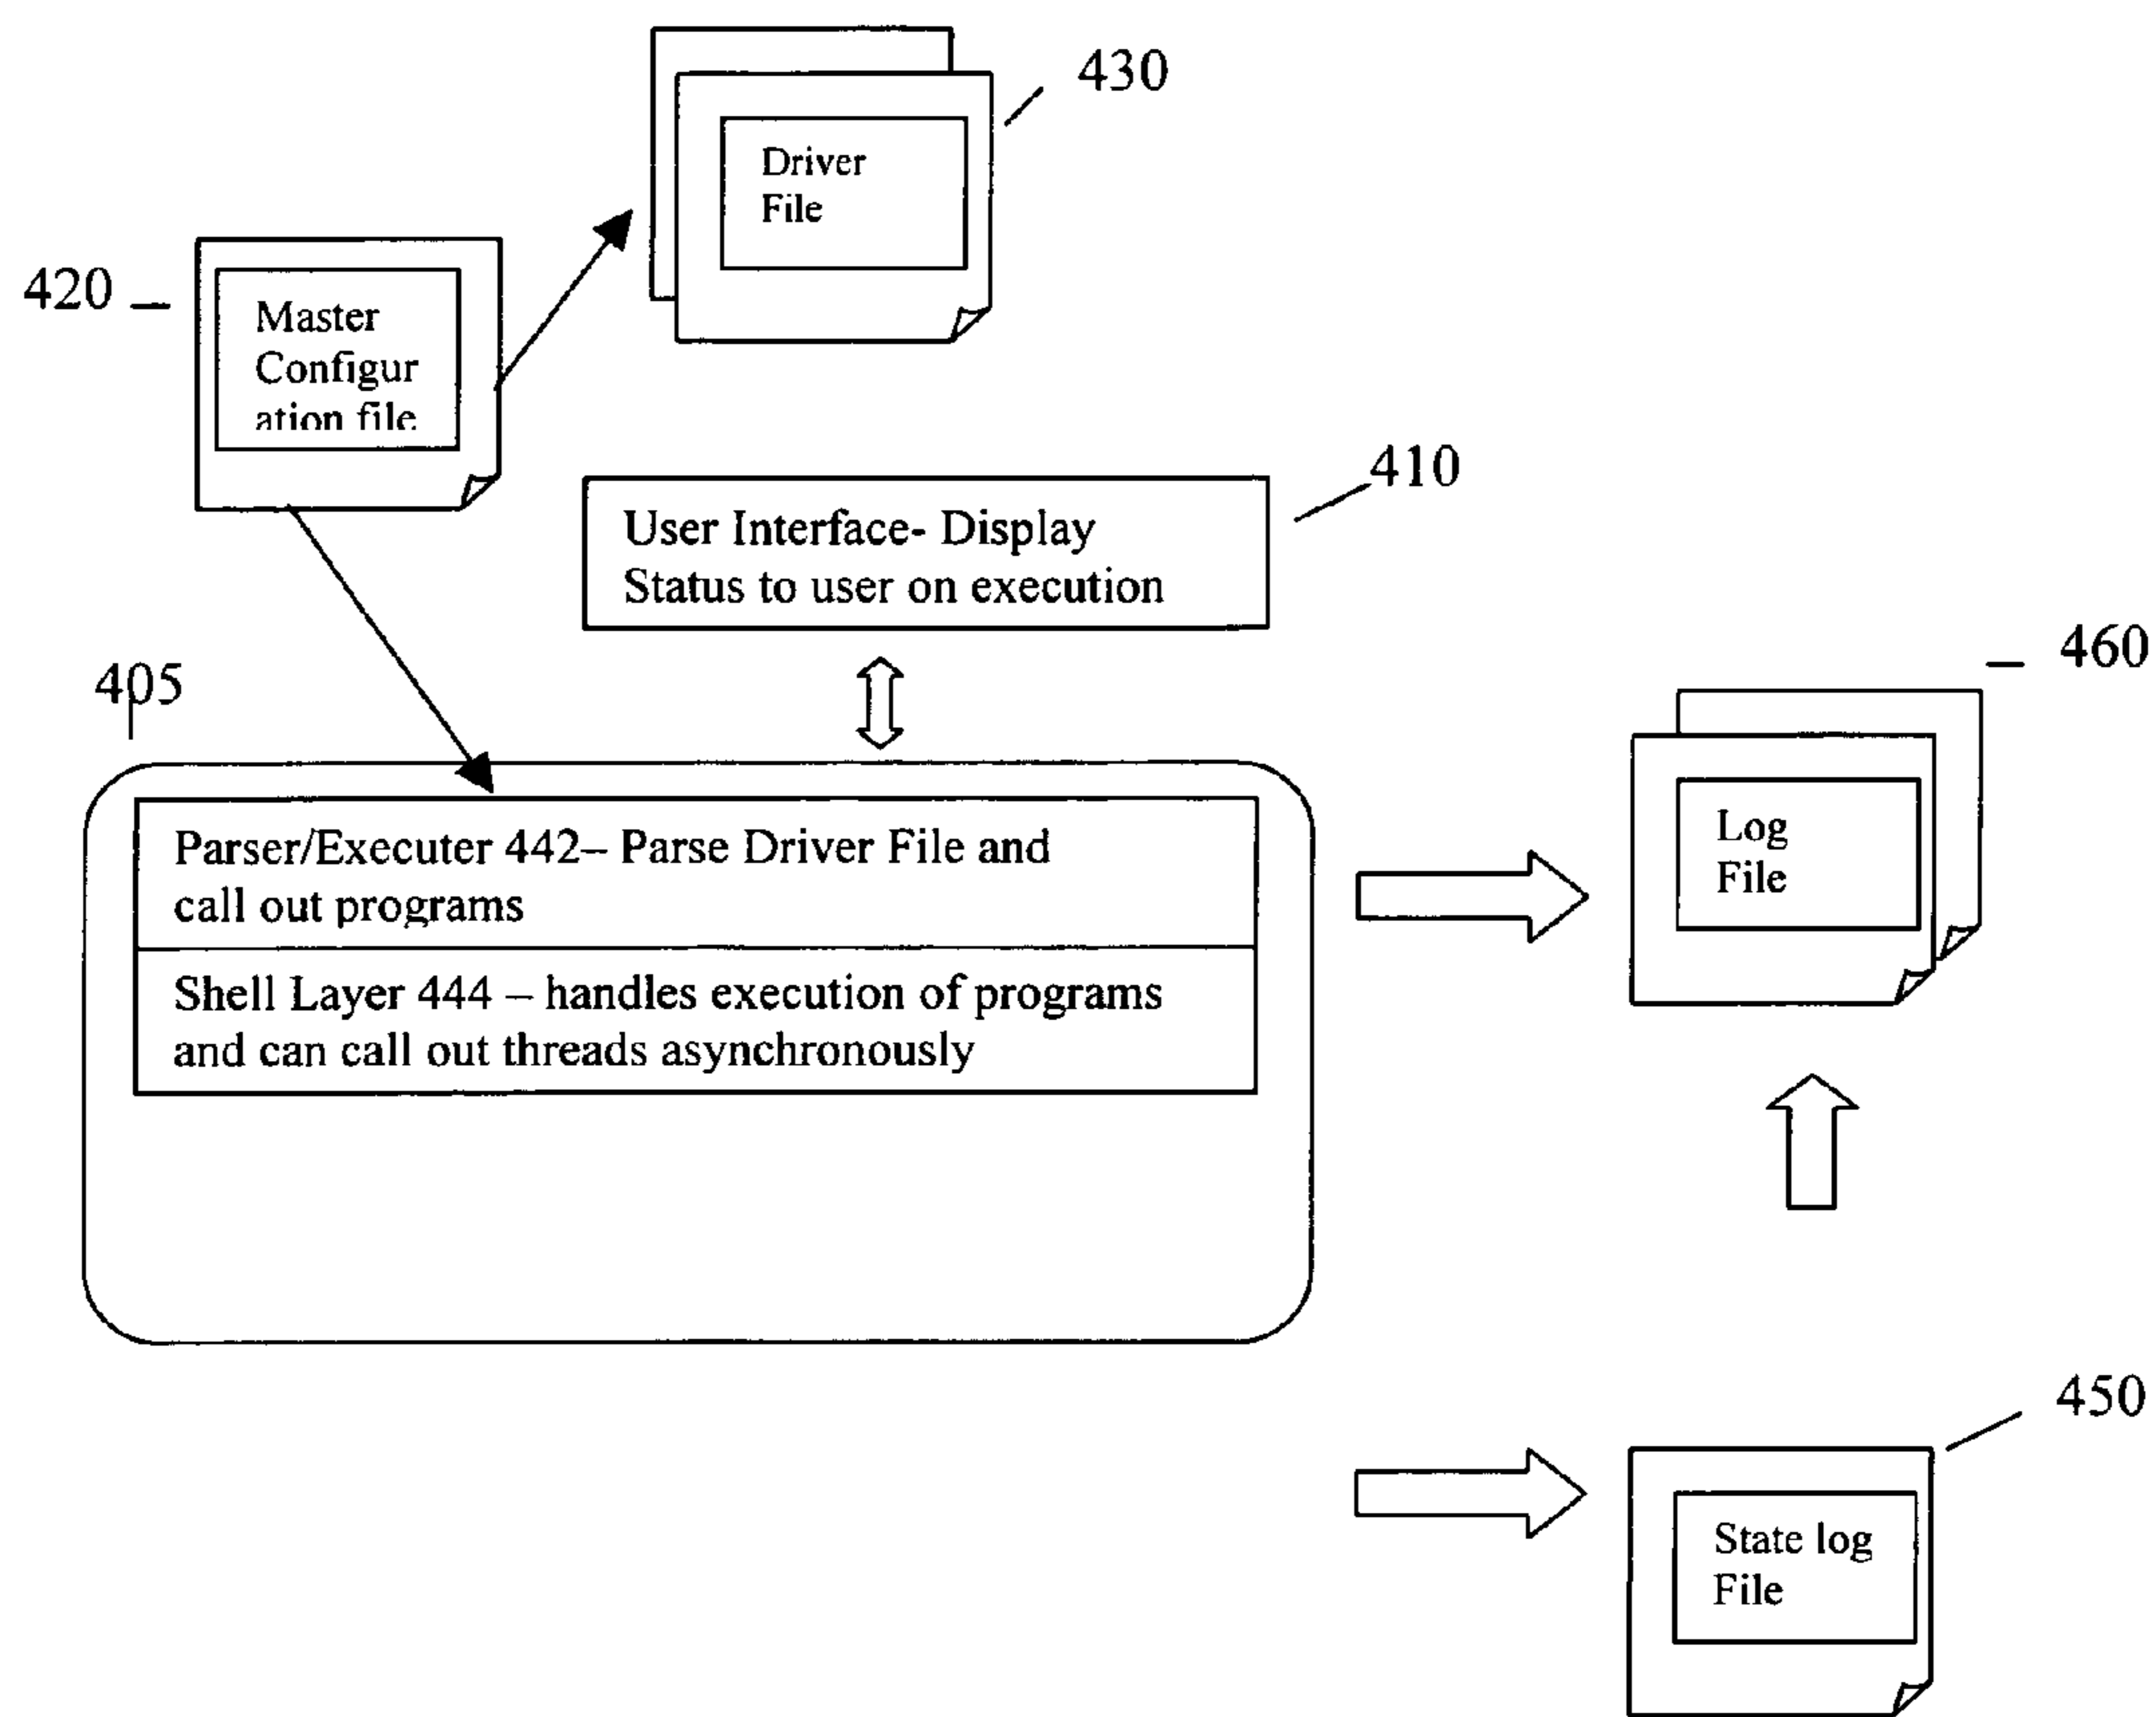 430
Driver
File
420
Master
Configur
ation file
410
User Interface- Display
Status to user on execution
405
460
Parser/Executer 442– Parse Driver File and
call out programs
Shell Layer 444 – handles execution of programs
and can call out threads asynchronously
Log
File
450
State log
File